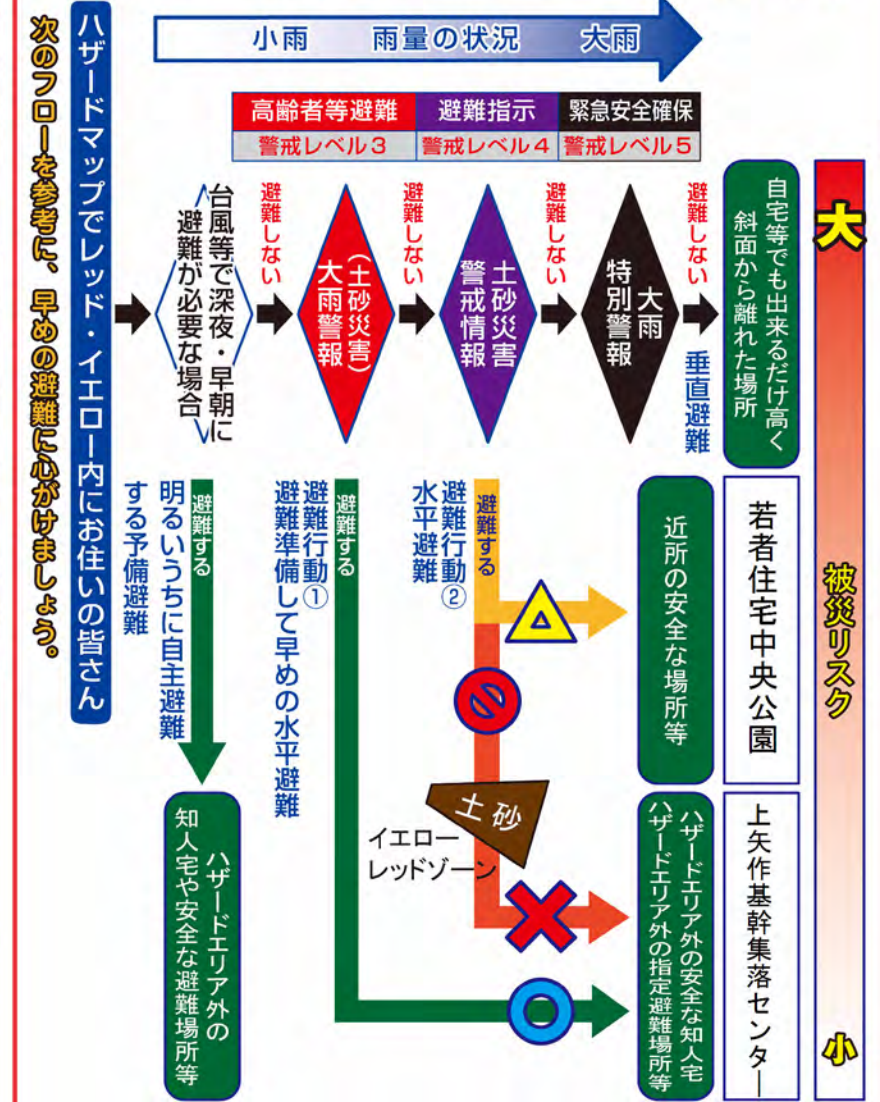 次のフローを参考に、早めの避難に心がけましょう。
ハザードマップでレッド・イエロー内にお住いの皆さん
小雨 雨量の状況 大雨
高齢者等避難 避難指示 緊急安全確保
警戒レベル3 警戒レベル4 警戒レベル5
台風等で深夜・早朝に
避難が必要な場合
避難しない
(土砂災害)
大雨警報
避難しない
土砂災害
警戒情報
避難しない
大雨
特別警報
避難しない
垂直避難
自宅等でも出来るだけ高く
斜面から離れた場所
避難する
明るいうちに自主避難
する予備避難
避難する
避難行動①
避難準備して早めの水平避難
避難する
避難行動②
水平避難
土砂
イエロー
レッドゾーン
近所の安全な場所等
若者住宅中央公園
ハザードエリア外の
知人宅や安全な避難場所等
ハザードエリア外の安全な知人宅
ハザードエリア外の指定避難場所等
上矢作基幹集落センター
大
被災リスク
小